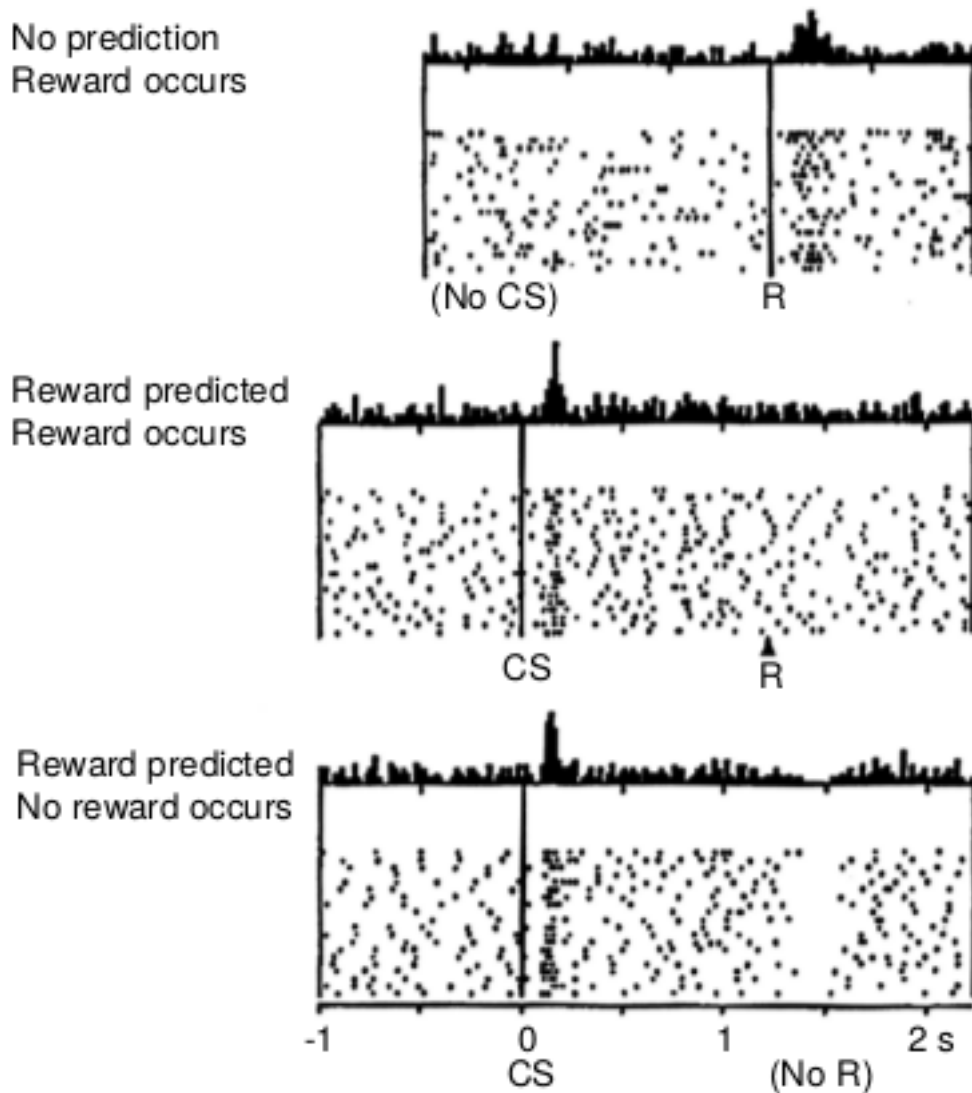 No prediction
Reward occurs
(No CS)
R
Reward predicted
Reward occurs
CS
R
Reward predicted
No reward occurs
-1 0 1 2 s
CS (No R)